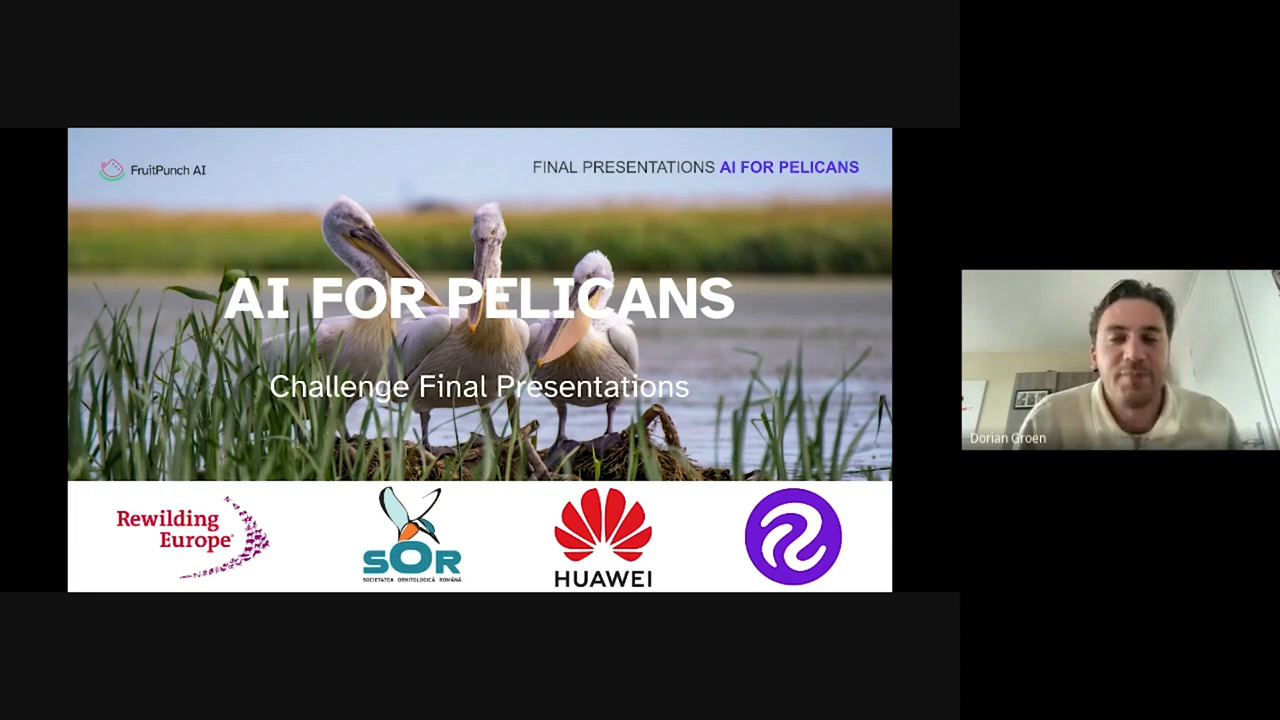 FruitPunch AI
FINAL PRESENTATIONS AI FOR PELICANS
AI FOR PELICANS
Challenge Final Presentations
Rewilding
Europe
SOR
SOCIETATEA ORNITOLOGICĂ ROMÂNĂ
HUAWEI
Dorian Groen